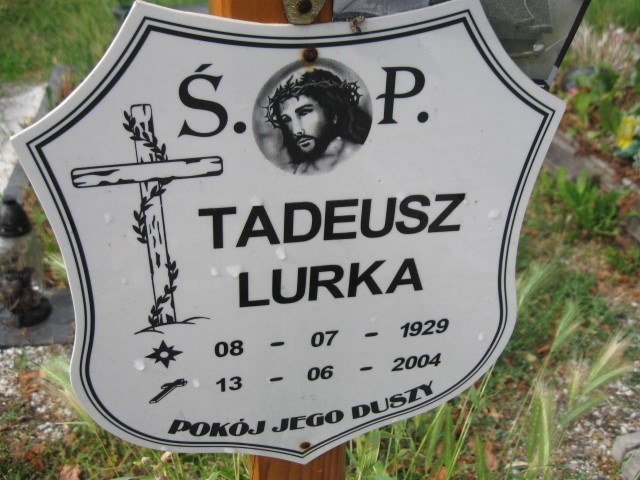 Ś. P.
TADEUSZ
LURKA
08 - 07 - 1929
13 - 06 - 2004
POKÓJ JEGO DUSZY